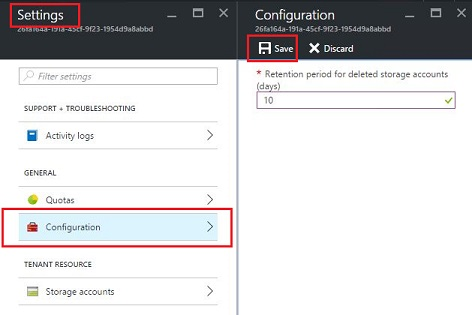 Settings
26fa164a-191a-45cf-9f23-1954d9a8abbd
Filter settings
SUPPORT + TROUBLESHOOTING
Activity logs
GENERAL
Quotas
Configuration
TENANT RESOURCE
Storage accounts
Configuration
26fa164a-191a-45cf-9f23-1954d9a8abbd
Save
Discard
* Retention period for deleted storage accounts
(days)
10